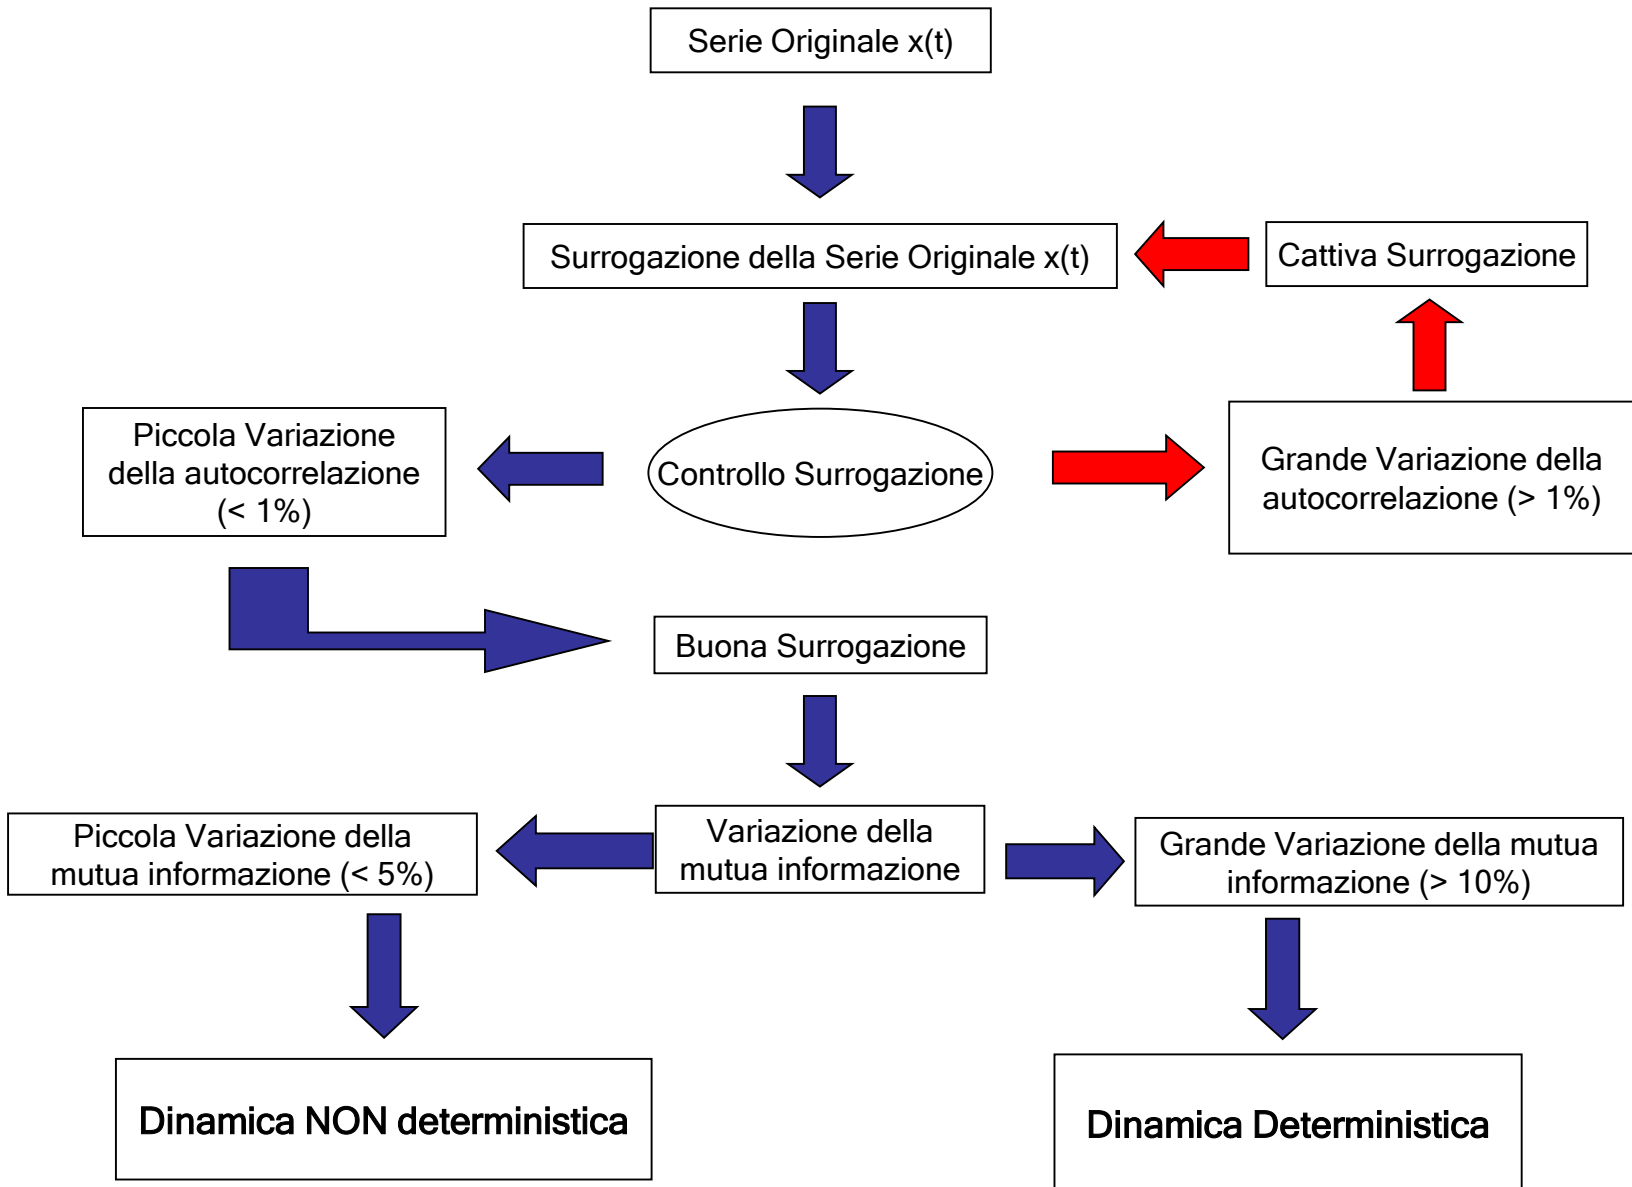 Serie Originale x(t)
Surrogazione della Serie Originale x(t)
Cattiva Surrogazione
Piccola Variazione
della autocorrelazione
(< 1%)
Controllo Surrogazione
Grande Variazione della
autocorrelazione (> 1%)
Buona Surrogazione
Piccola Variazione della
mutua informazione (< 5%)
Variazione della
mutua informazione
Grande Variazione della mutua
informazione (> 10%)
Dinamica NON deterministica
Dinamica Deterministica